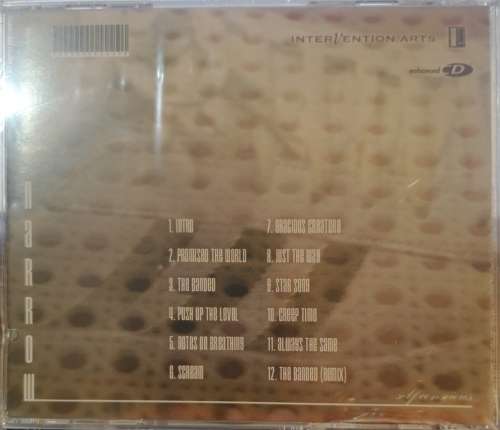 INTERVENTION ARTS
enhanced CD
NARROW
1. INTRO
2. PROMISED THE WORLD
3. THE BANDED
4. PUSH UP THE LEVEL
5. NOTES ON BREATHING
6. SCREAM
7. GRACIOUS CREATURE
8. JUST THE WAY
9. STAR SONG
10. CREEP TIME
11. ALWAYS THE SAME
12. THE BANDED (REMIX)